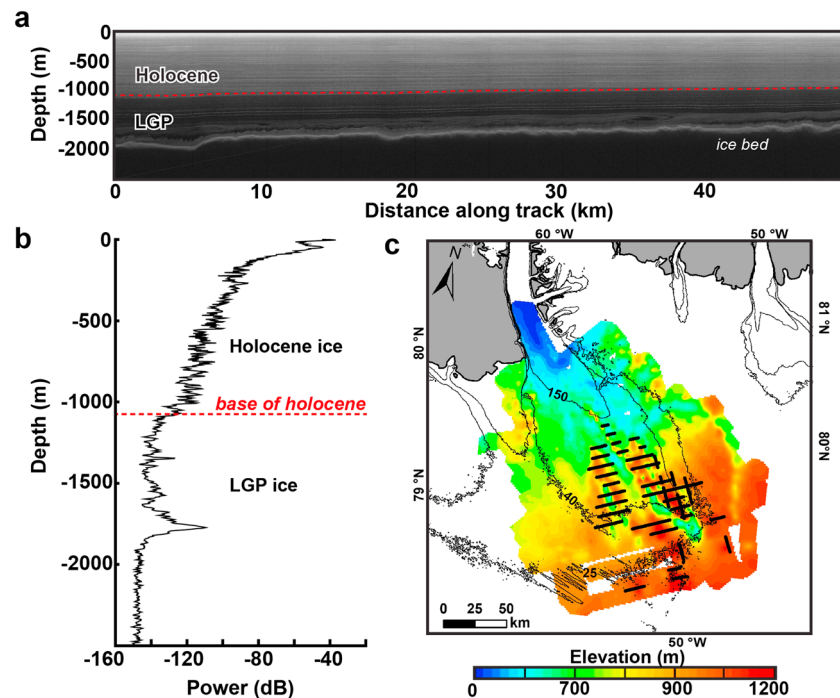 a
Depth (m)
0
-500
-1000
-1500
-2000
Holocene
LGP
ice bed
0
10
20
30
40
Distance along track (km)
b
Depth (m)
0
-500
-1000
-1500
-2000
Holocene ice
base of holocene
LGP ice
-160
-120
-80
-40
Power (dB)
c
60 °W
50 °W
N
80 °N
81 °N
150
80°N
79 °N
40
25
0 25 50
km
50 °W
Elevation (m)
0
700
900
1200